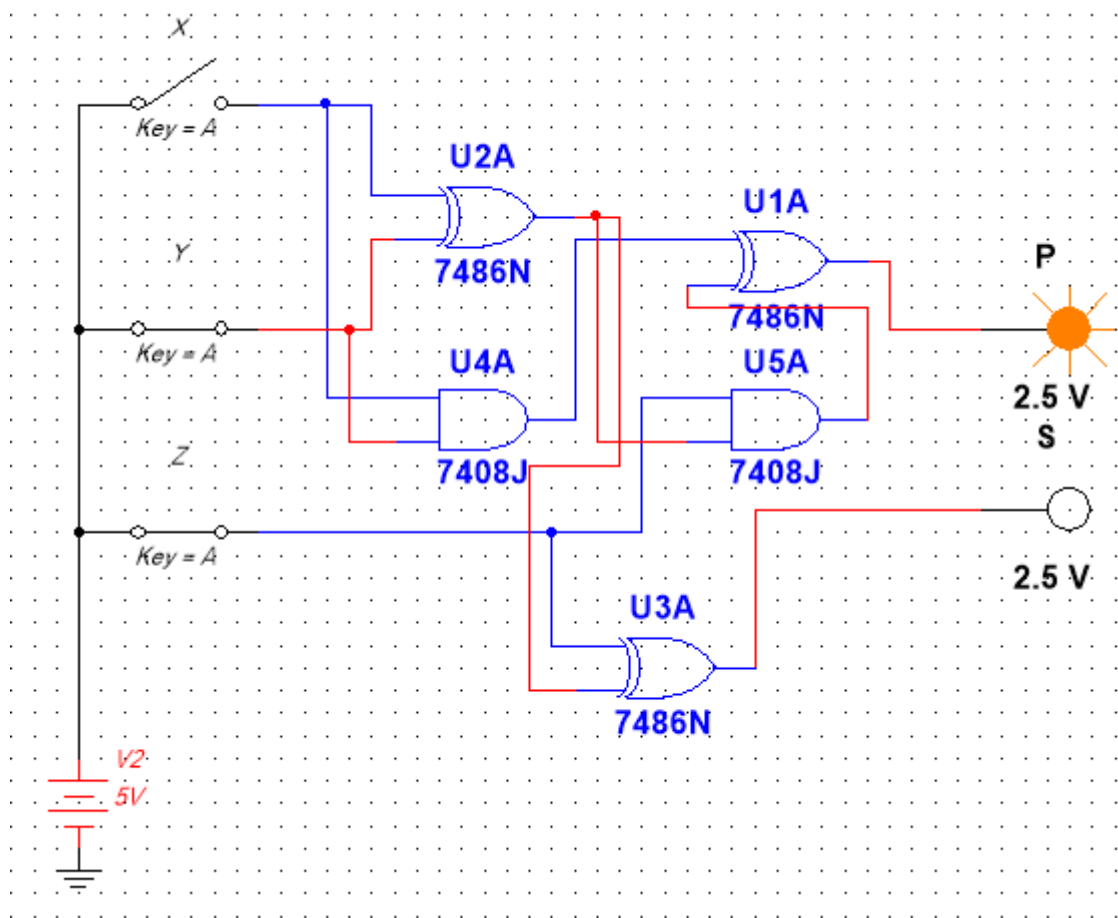 X
Key = A
U2A
7486N
U1A
7486N
Y
Key = A
P
2.5 V
U4A
7408J
U5A
7408J
S
2.5 V
Z
Key = A
U3A
7486N
V2
5V